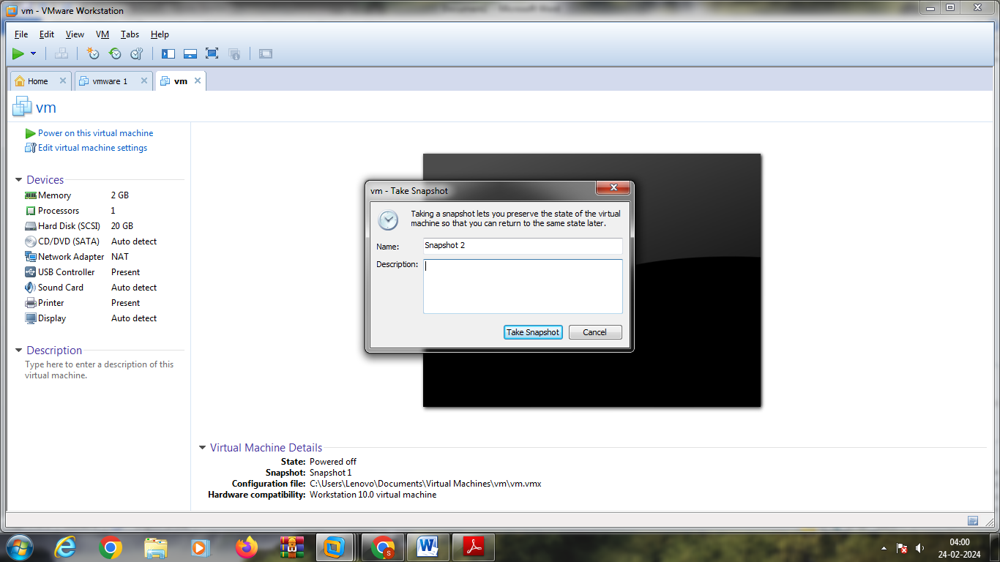 vm - VMware Workstation
File Edit View VM Tabs Help
Home vmware 1 vm
vm
Power on this virtual machine
Edit virtual machine settings
Devices
Memory 2 GB
Processors 1
Hard Disk (SCSI) 20 GB
CD/DVD (SATA) Auto detect
Network Adapter NAT
USB Controller Present
Sound Card Auto detect
Printer Present
Display Auto detect
Description
Type here to enter a description of this
virtual machine.
vm - Take Snapshot
Taking a snapshot lets you preserve the state of the virtual
machine so that you can return to the same state later.
Name: Snapshot 2
Description:
Take Snapshot Cancel
Virtual Machine Details
State: Powered off
Snapshot: Snapshot 1
Configuration file: C:\Users\Lenovo\Documents\Virtual Machines\vm\vm.vmx
Hardware compatibility: Workstation 10.0 virtual machine
S
04:00
24-02-2024